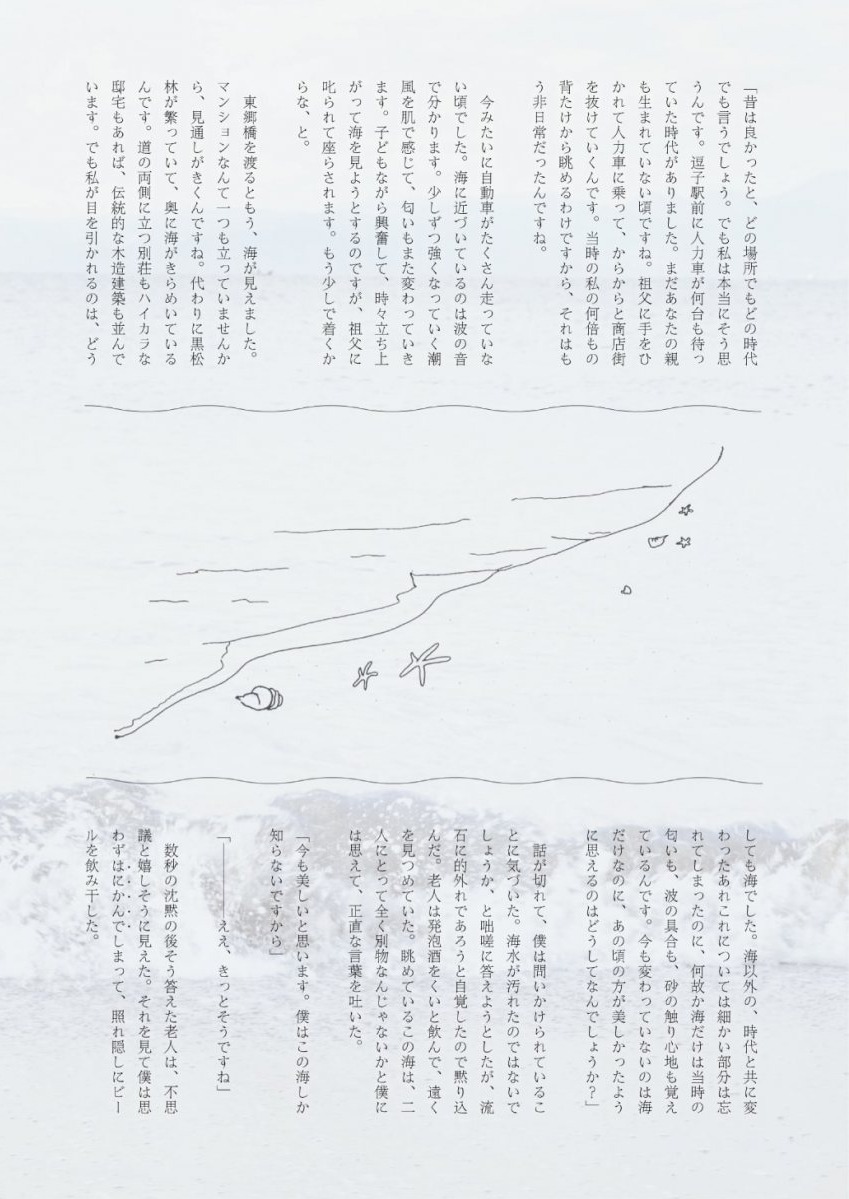 「昔は良かったと、どの場所でもどの時代
でも言うでしょう。でも私は本当にそう思
うんです。逗子駅前に人力車が何台も待っ
ていた時代がありました。まだあなたの親
も生まれていない頃ですね。祖父に手をひ
かれて人力車に乗って、からからと商店街
を抜けていくんです。当時の私の何倍もの
背たけから眺めるわけですから、それはも
う非日常だったんですね。
今みたいに自動車がたくさん走っていな
い頃でした。海に近づいているのは波の音
で分かります。少しずつ強くなっていく潮
風を肌で感じて、匂いもまた変わっていき
ます。子どもながら興奮して、時々立ち上
がって海を見ようとするのですが、祖父に
叱られて座らされます。もう少しで着くか
らな、と。
東郷橋を渡るともう、海が見えました。
マンションなんて一つも立っていませんか
ら、見通しがきくんですね。代わりに黒松
林が繁っていて、奥に海がきらめいている
んです。道の両側に立つ別荘もハイカラな
邸宅もあれば、伝統的な木造建築も並んで
います。でも私が目を引かれるのは、どう
しても海でした。海以外の、時代と共に変
わったあれこれについては細かい部分は忘
れてしまったのに、何故か海だけは当時の
匂いも、波の具合も、砂の触り心地も覚え
ているんです。今も変わっていないのは海
だけなのに、あの頃の方が美しかったよう
に思えるのはどうしてなんでしょうか？」
話が切れて、僕は問いかけられているこ
とに気づいた。海水が汚れたのではないで
しょうか、と咄嗟に答えようとしたが、流
石に的外れであろうと自覚したので黙り込
んだ。老人は発泡酒をくいと飲んで、遠く
を見つめていた。眺めているこの海は、二
人にとって全く別物なんじゃないかと僕に
は思えて、正直な言葉を吐いた。
「今も美しいと思います。僕はこの海しか
知らないですから」
「――――ええ、きっとそうですね」
数秒の沈黙の後そう答えた老人は、不思
議と嬉しそうに見えた。それを見て僕は思
わずはにかんでしまって、照れ隠しにビー
ルを飲み干した。